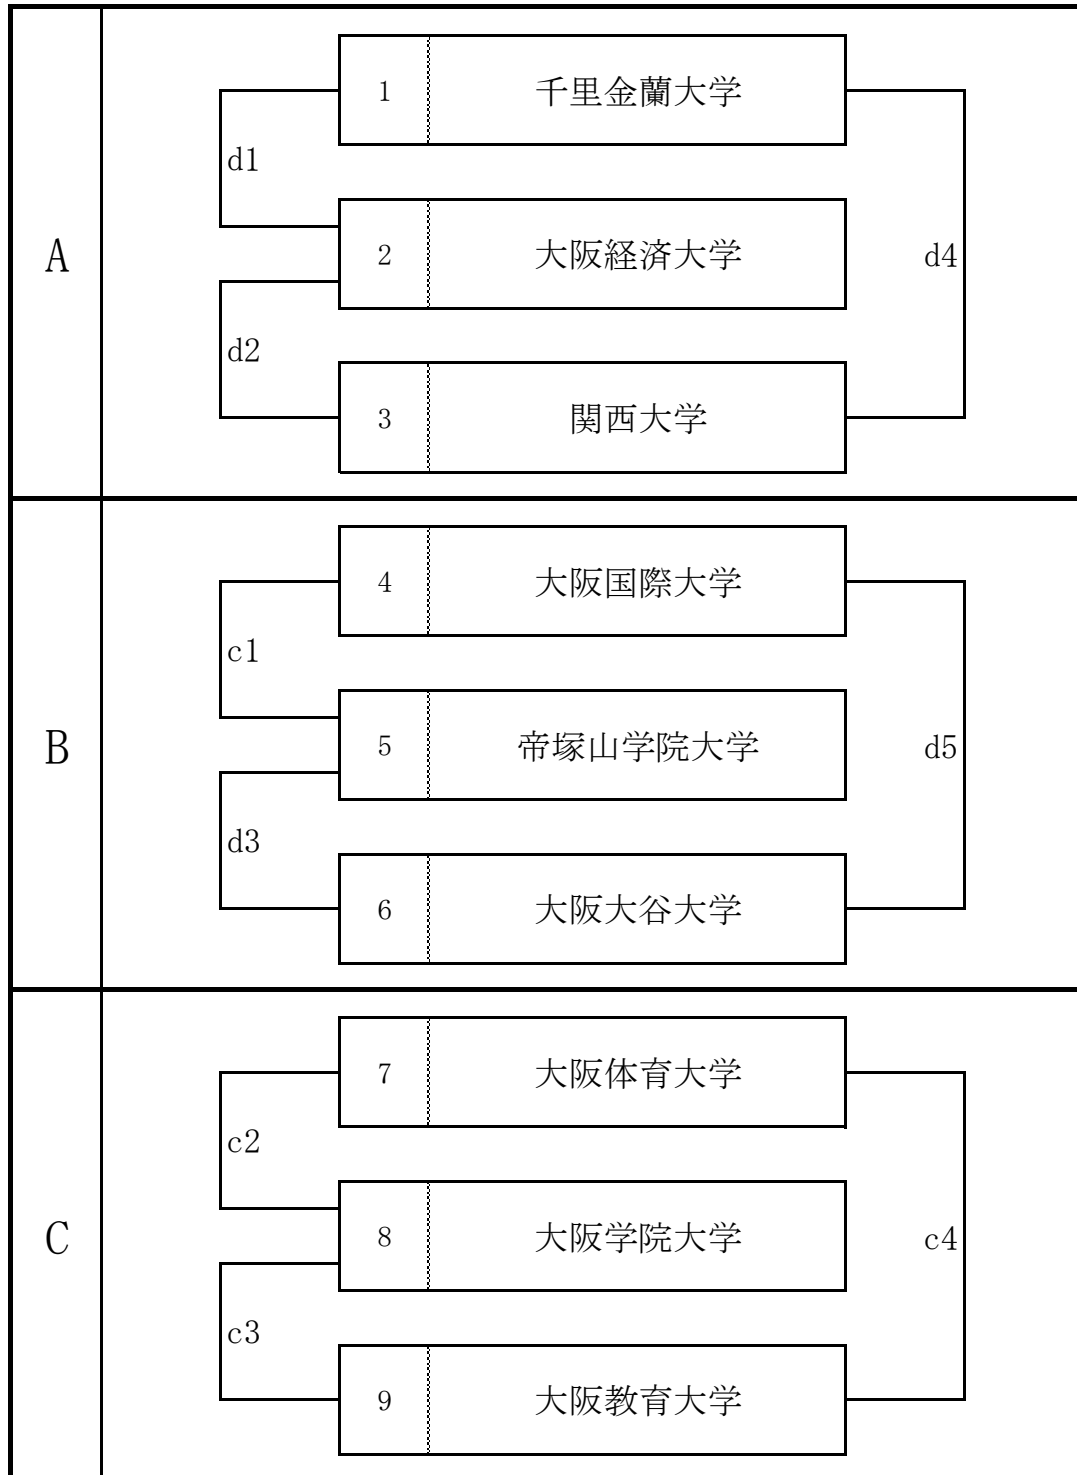 1 千里金蘭大学
d1
A 2 大阪経済大学 d4
d2
3 関西大学
4 大阪国際大学
c1
B 5 帝塚山学院大学 d5
d3
6 大阪大谷大学
7 大阪体育大学
c2
C 8 大阪学院大学 c4
c3
9 大阪教育大学